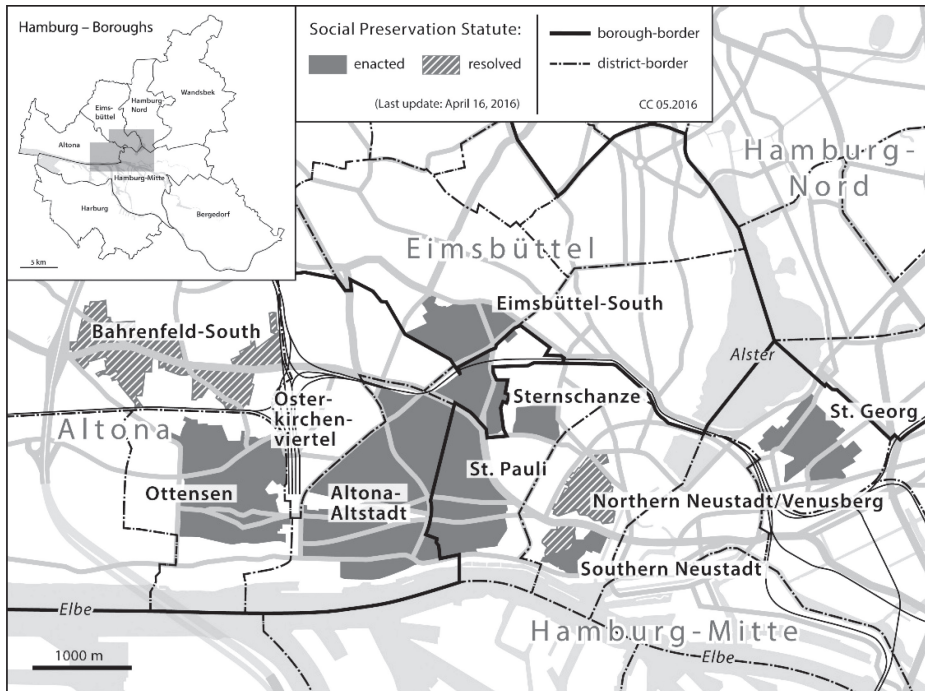 Hamburg – Boroughs
Eims-
büttel
Hamburg-
Nord
Wandsbek
Altona
Hamburg-Mitte
Harburg
Bergedorf
5 km
Social Preservation Statute:
enacted
resolved
(Last update: April 16, 2016)
borough-border
district-border
CC 05.2016
Hamburg-
Nord
Eimsbüttel
Eimsbüttel-South
Bahrenfeld-South
Alster
Sternschanze
St. Georg
Oster-
kirchen-
viertel
Altona
St. Pauli
Ottensen
Altona-
Altstadt
Northern Neustadt/Venusberg
Southern Neustadt
Elbe
Hamburg-Mitte
Elbe
1000 m